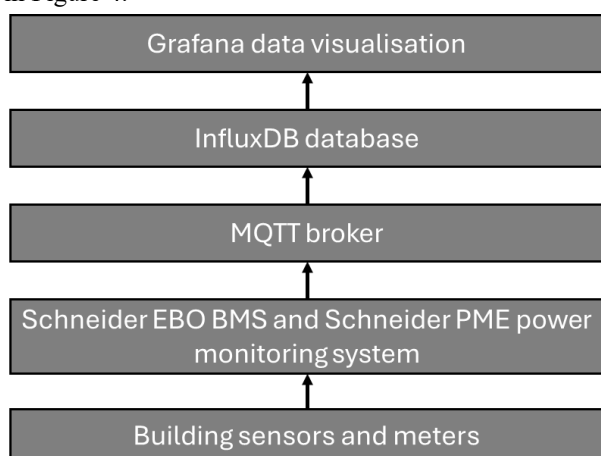 in Figure 4.
Grafana data visualisation
InfluxDB database
MQTT broker
Schneider EBO BMS and Schneider PME power
monitoring system
Building sensors and meters